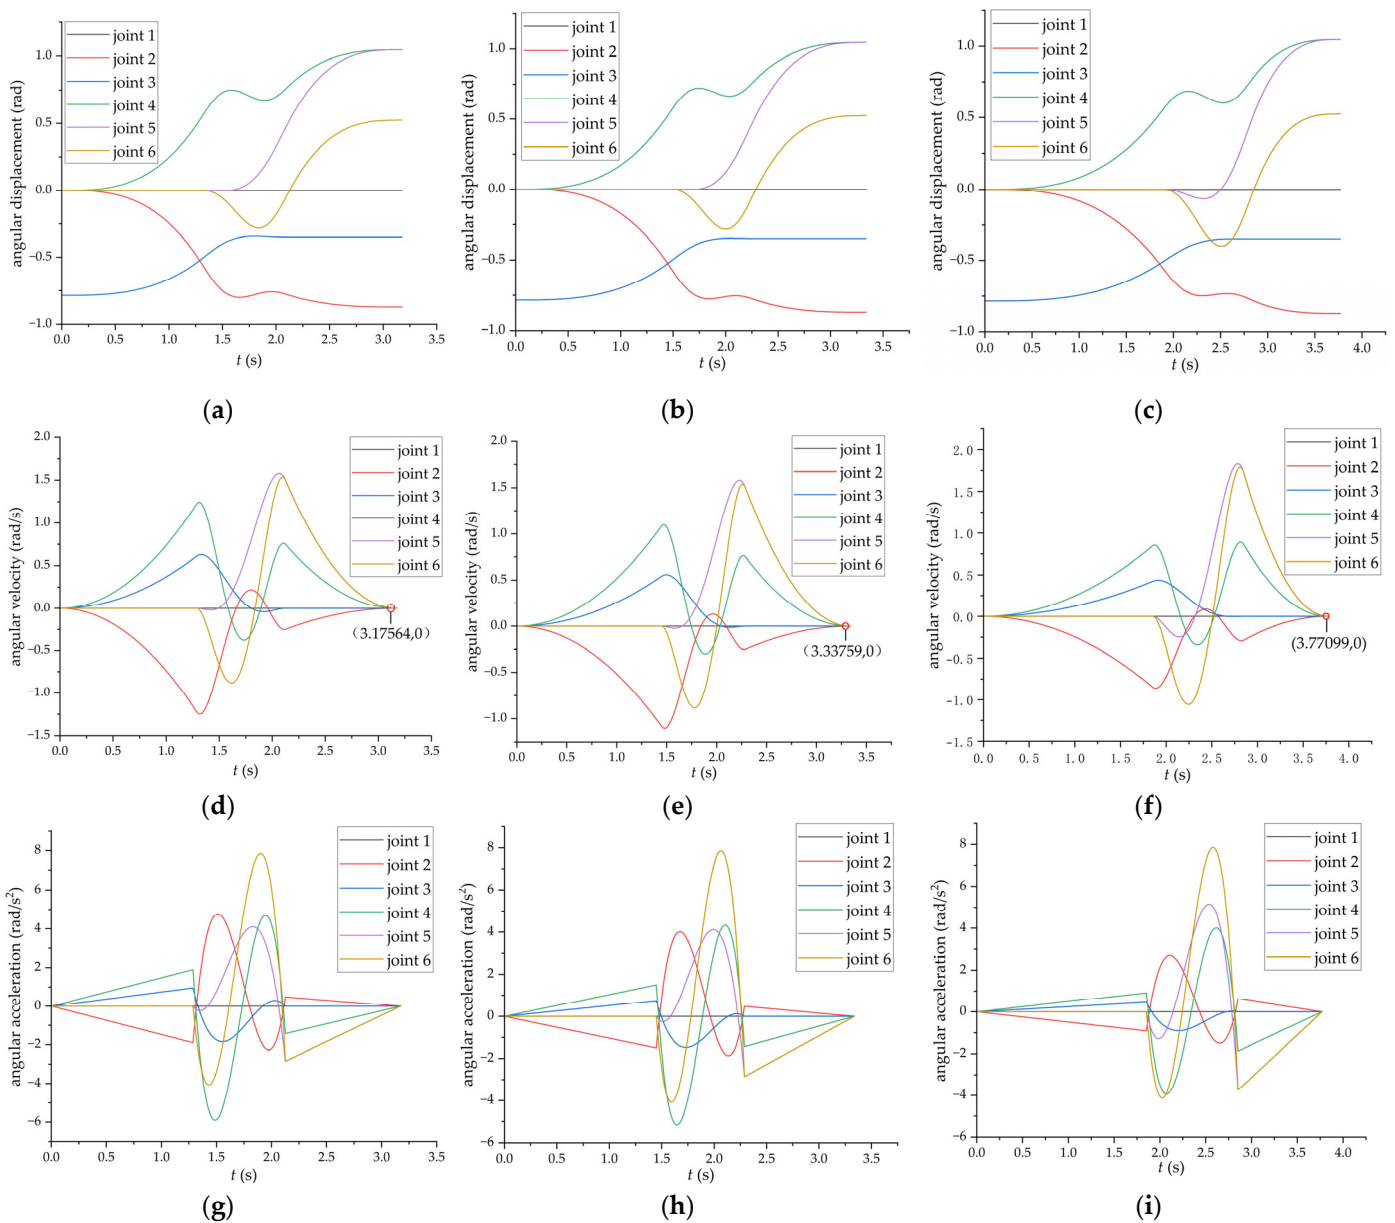 joint 1
joint 2
joint 3
joint 4
joint 5
joint 6
angular displacement (rad)
1.0
0.5
0.0
−0.5
−1.0
0.0 0.5 1.0 1.5 2.0 2.5 3.0 3.5
t (s)
(a)
joint 1
joint 2
joint 3
joint 4
joint 5
joint 6
angular displacement (rad)
1.0
0.5
0.0
−0.5
−1.0
0.0 0.5 1.0 1.5 2.0 2.5 3.0 3.5
t (s)
(b)
joint 1
joint 2
joint 3
joint 4
joint 5
joint 6
angular displacement (rad)
1.0
0.5
0.0
−0.5
−1.0
0.0 0.5 1.0 1.5 2.0 2.5 3.0 3.5 4.0
t (s)
(c)
joint 1
joint 2
joint 3
joint 4
joint 5
joint 6
angular velocity (rad/s)
2.0
1.5
1.0
0.5
0.0
−0.5
−1.0
−1.5
(3.17564,0)
0.0 0.5 1.0 1.5 2.0 2.5 3.0 3.5
t (s)
(d)
joint 1
joint 2
joint 3
joint 4
joint 5
joint 6
angular velocity (rad/s)
2.0
1.5
1.0
0.5
0.0
−0.5
−1.0
(3.33759,0)
0.0 0.5 1.0 1.5 2.0 2.5 3.0 3.5
t (s)
(e)
joint 1
joint 2
joint 3
joint 4
joint 5
joint 6
angular velocity (rad/s)
2.0
1.5
1.0
0.5
0.0
−0.5
−1.0
−1.5
(3.77099,0)
0.0 0.5 1.0 1.5 2.0 2.5 3.0 3.5 4.0
t (s)
(f)
joint 1
joint 2
joint 3
joint 4
joint 5
joint 6
angular acceleration (rad/s²)
8
6
4
2
0
−2
−4
−6
0.0 0.5 1.0 1.5 2.0 2.5 3.0 3.5
t (s)
(g)
joint 1
joint 2
joint 3
joint 4
joint 5
joint 6
angular acceleration (rad/s²)
8
6
4
2
0
−2
−4
−6
0.0 0.5 1.0 1.5 2.0 2.5 3.0 3.5
t (s)
(h)
joint 1
joint 2
joint 3
joint 4
joint 5
joint 6
angular acceleration (rad/s²)
8
6
4
2
0
−2
−4
−6
0.0 0.5 1.0 1.5 2.0 2.5 3.0 3.5 4.0
t (s)
(i)